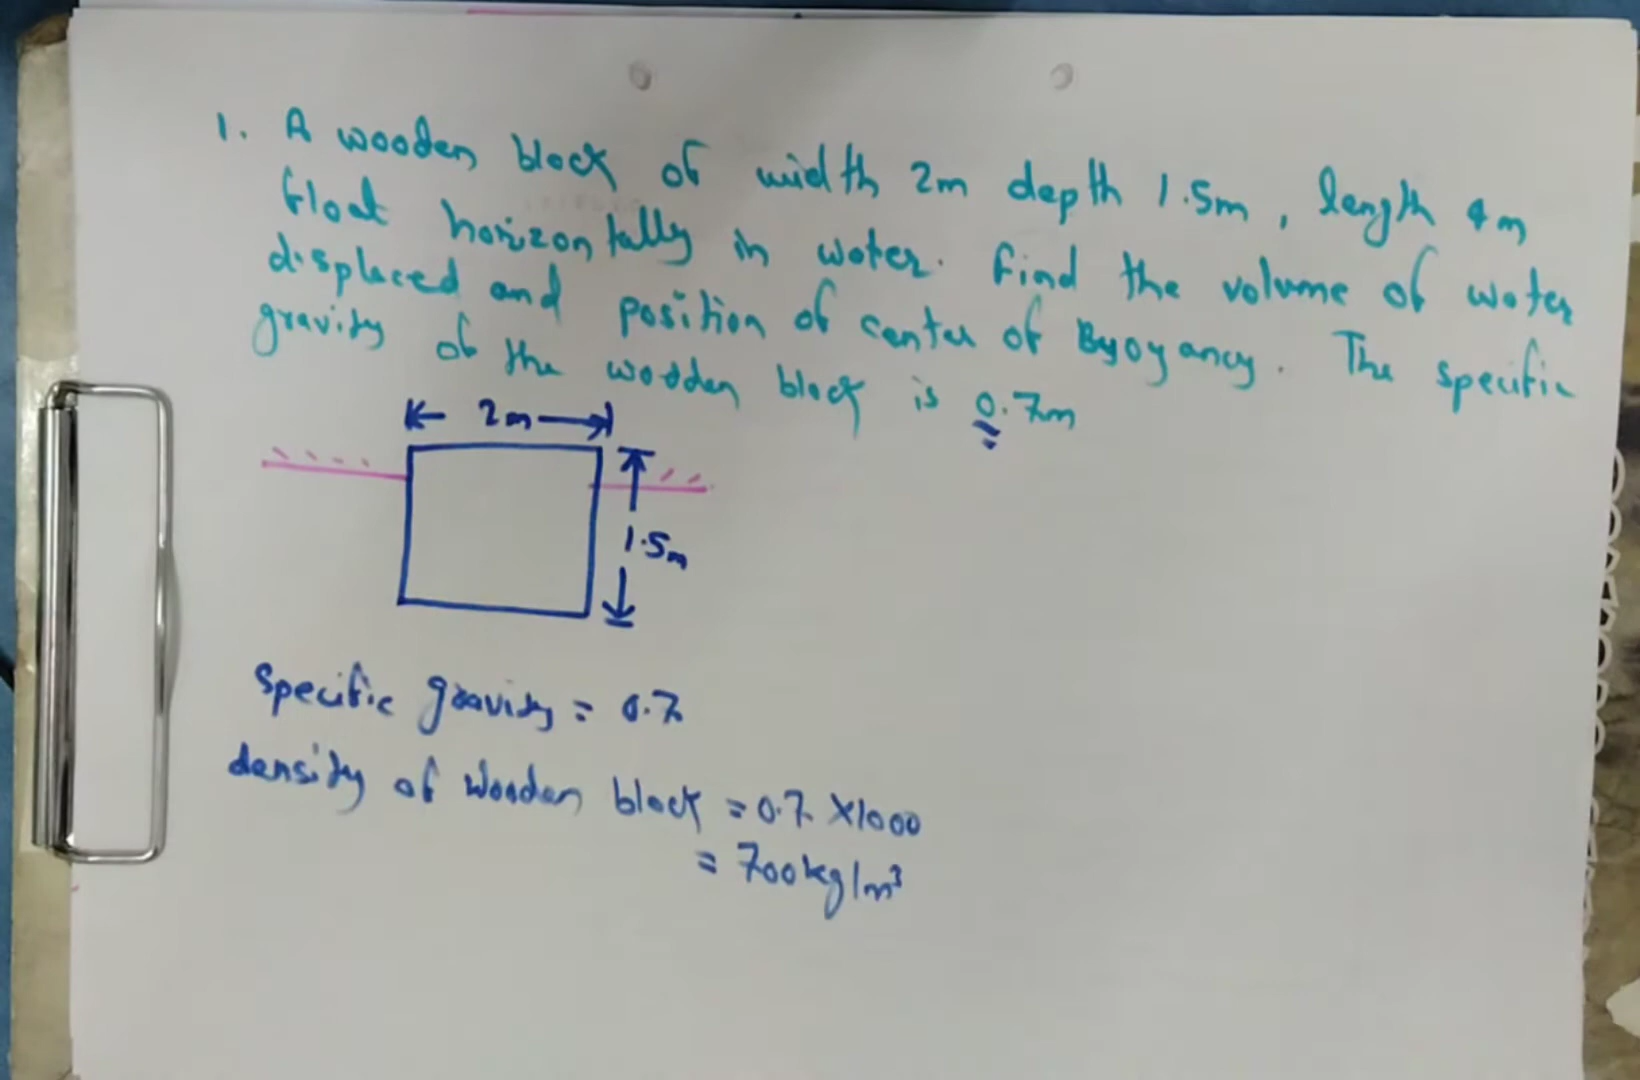 1. A wooden block of width 2m depth 1.5m, length 4m
float horizontally in water. Find the volume of water
displaced and position of center of Byoyancy. The specific
gravity of the wooden block is 0.7m
2m
1.5m
Specific gravity = 0.7
density of wooden block = 0.7 x1000
= 700kg/m³